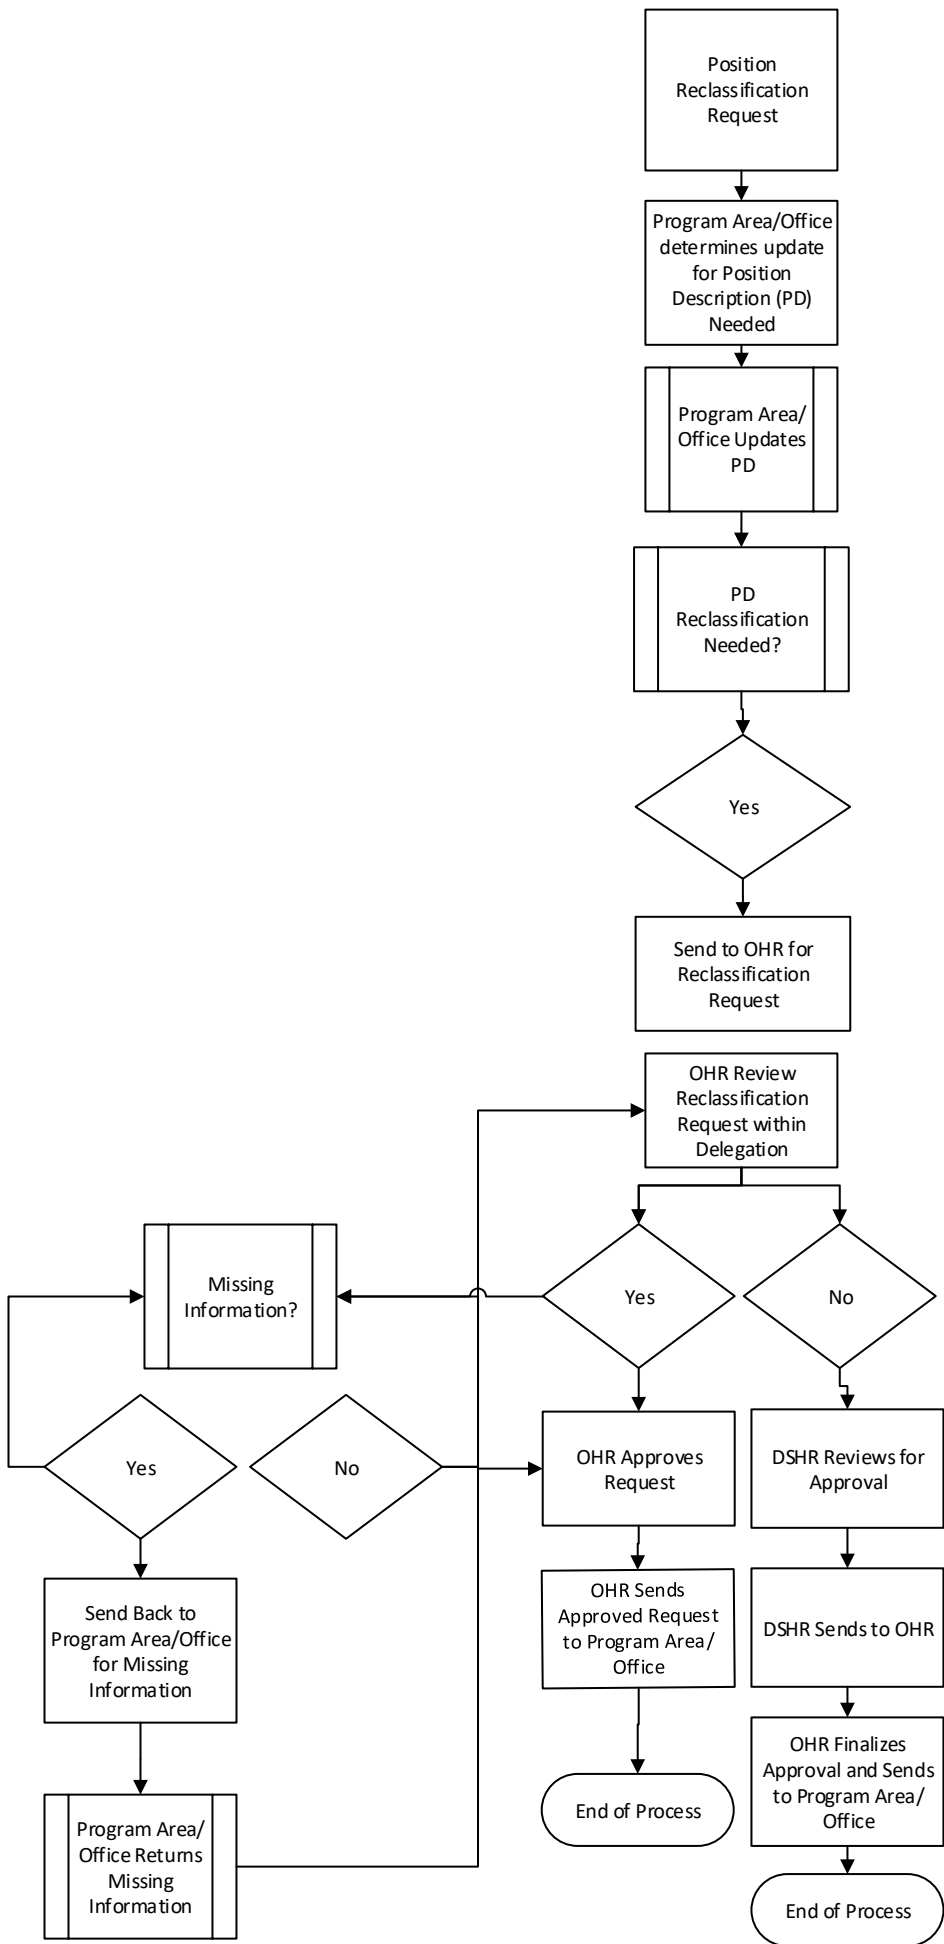 Position
Reclassification
Request
Program Area/Office
determines update
for Position
Description (PD)
Needed
Program Area/
Office Updates
PD
PD
Reclassification
Needed?
Yes
Send to OHR for
Reclassification
Request
OHR Review
Reclassification
Request within
Delegation
Missing
Information?
Yes
No
Yes
No
OHR Approves
Request
DSHR Reviews for
Approval
Send Back to
Program Area/Office
for Missing
Information
OHR Sends
Approved Request
to Program Area/
Office
DSHR Sends to OHR
OHR Finalizes
Approval and Sends
to Program Area/
Office
Program Area/
Office Returns
Missing
Information
End of Process
End of Process